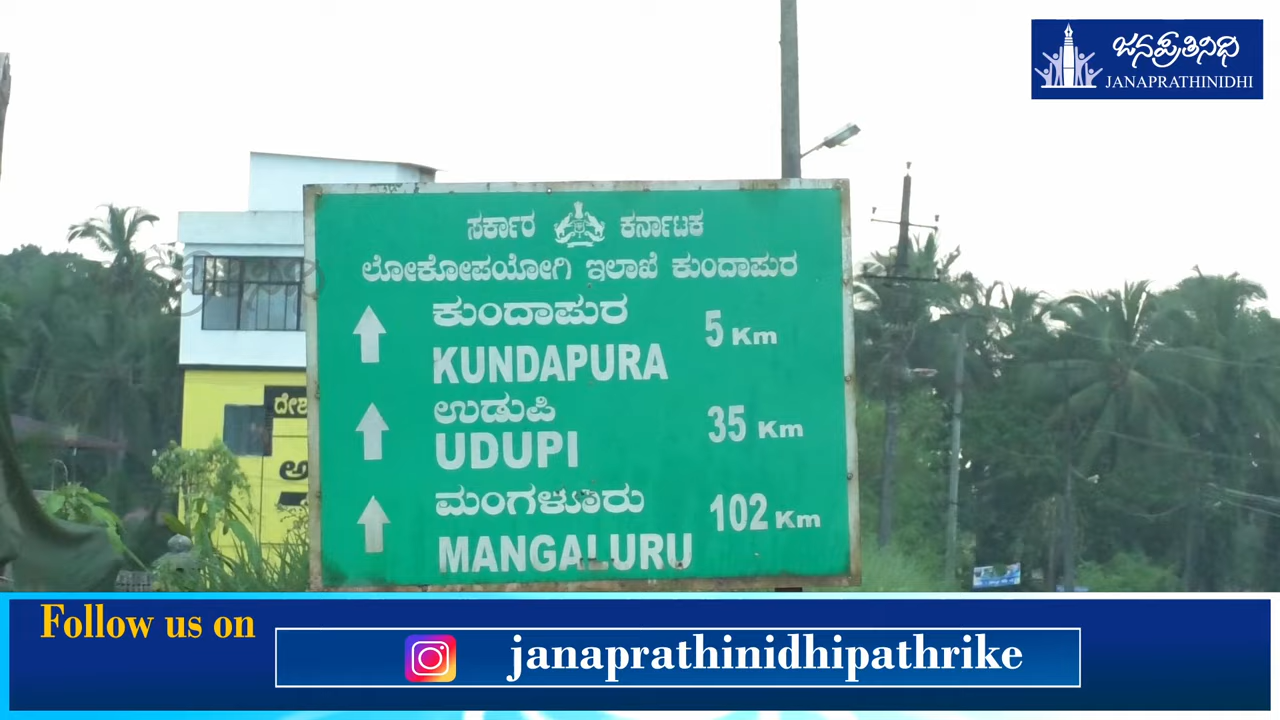 ಜನಪ್ರತಿನಿಧಿ
JANAPRATHINIDHI
ಸರ್ಕಾರ ಕರ್ನಾಟಕ
ಲೋಕೋಪಯೋಗಿ ಇಲಾಖೆ ಕುಂದಾಪುರ
ಕುಂದಾಪುರ
KUNDAPURA 5 Km
ಉಡುಪಿ
UDUPI 35 Km
ಮಂಗಳೂರು
MANGALURU 102 Km
Follow us on
janaprathinidhipathrike